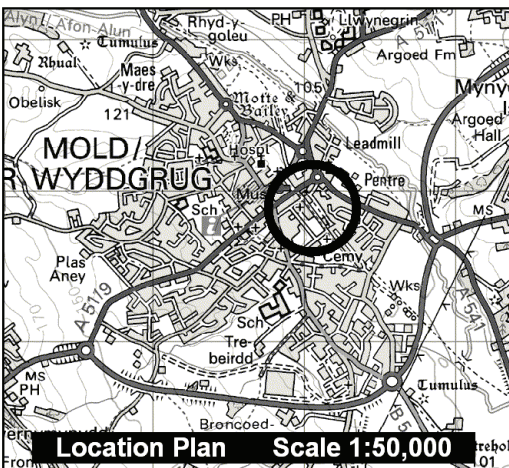 Alyn / Afon Alun
Rhyd-y-
goleu
PH
Llwynegrin
Tumulus
Rhual
Wks
Argoed Fm
Maes
-y-dre
Obelisk
121
Motte &
Bailey
105
Argoed
Hall
MOLD/
Hospl
Leadmill
R WYDDGRUG
Mus
Pentre
Sch
MS
Plas
Aney
Cemy
A 5119
Wks
A 541
Sch
Tre-
beirdd
MS
PH
Tumulus
Broncoed-
Location Plan Scale 1:50,000
101